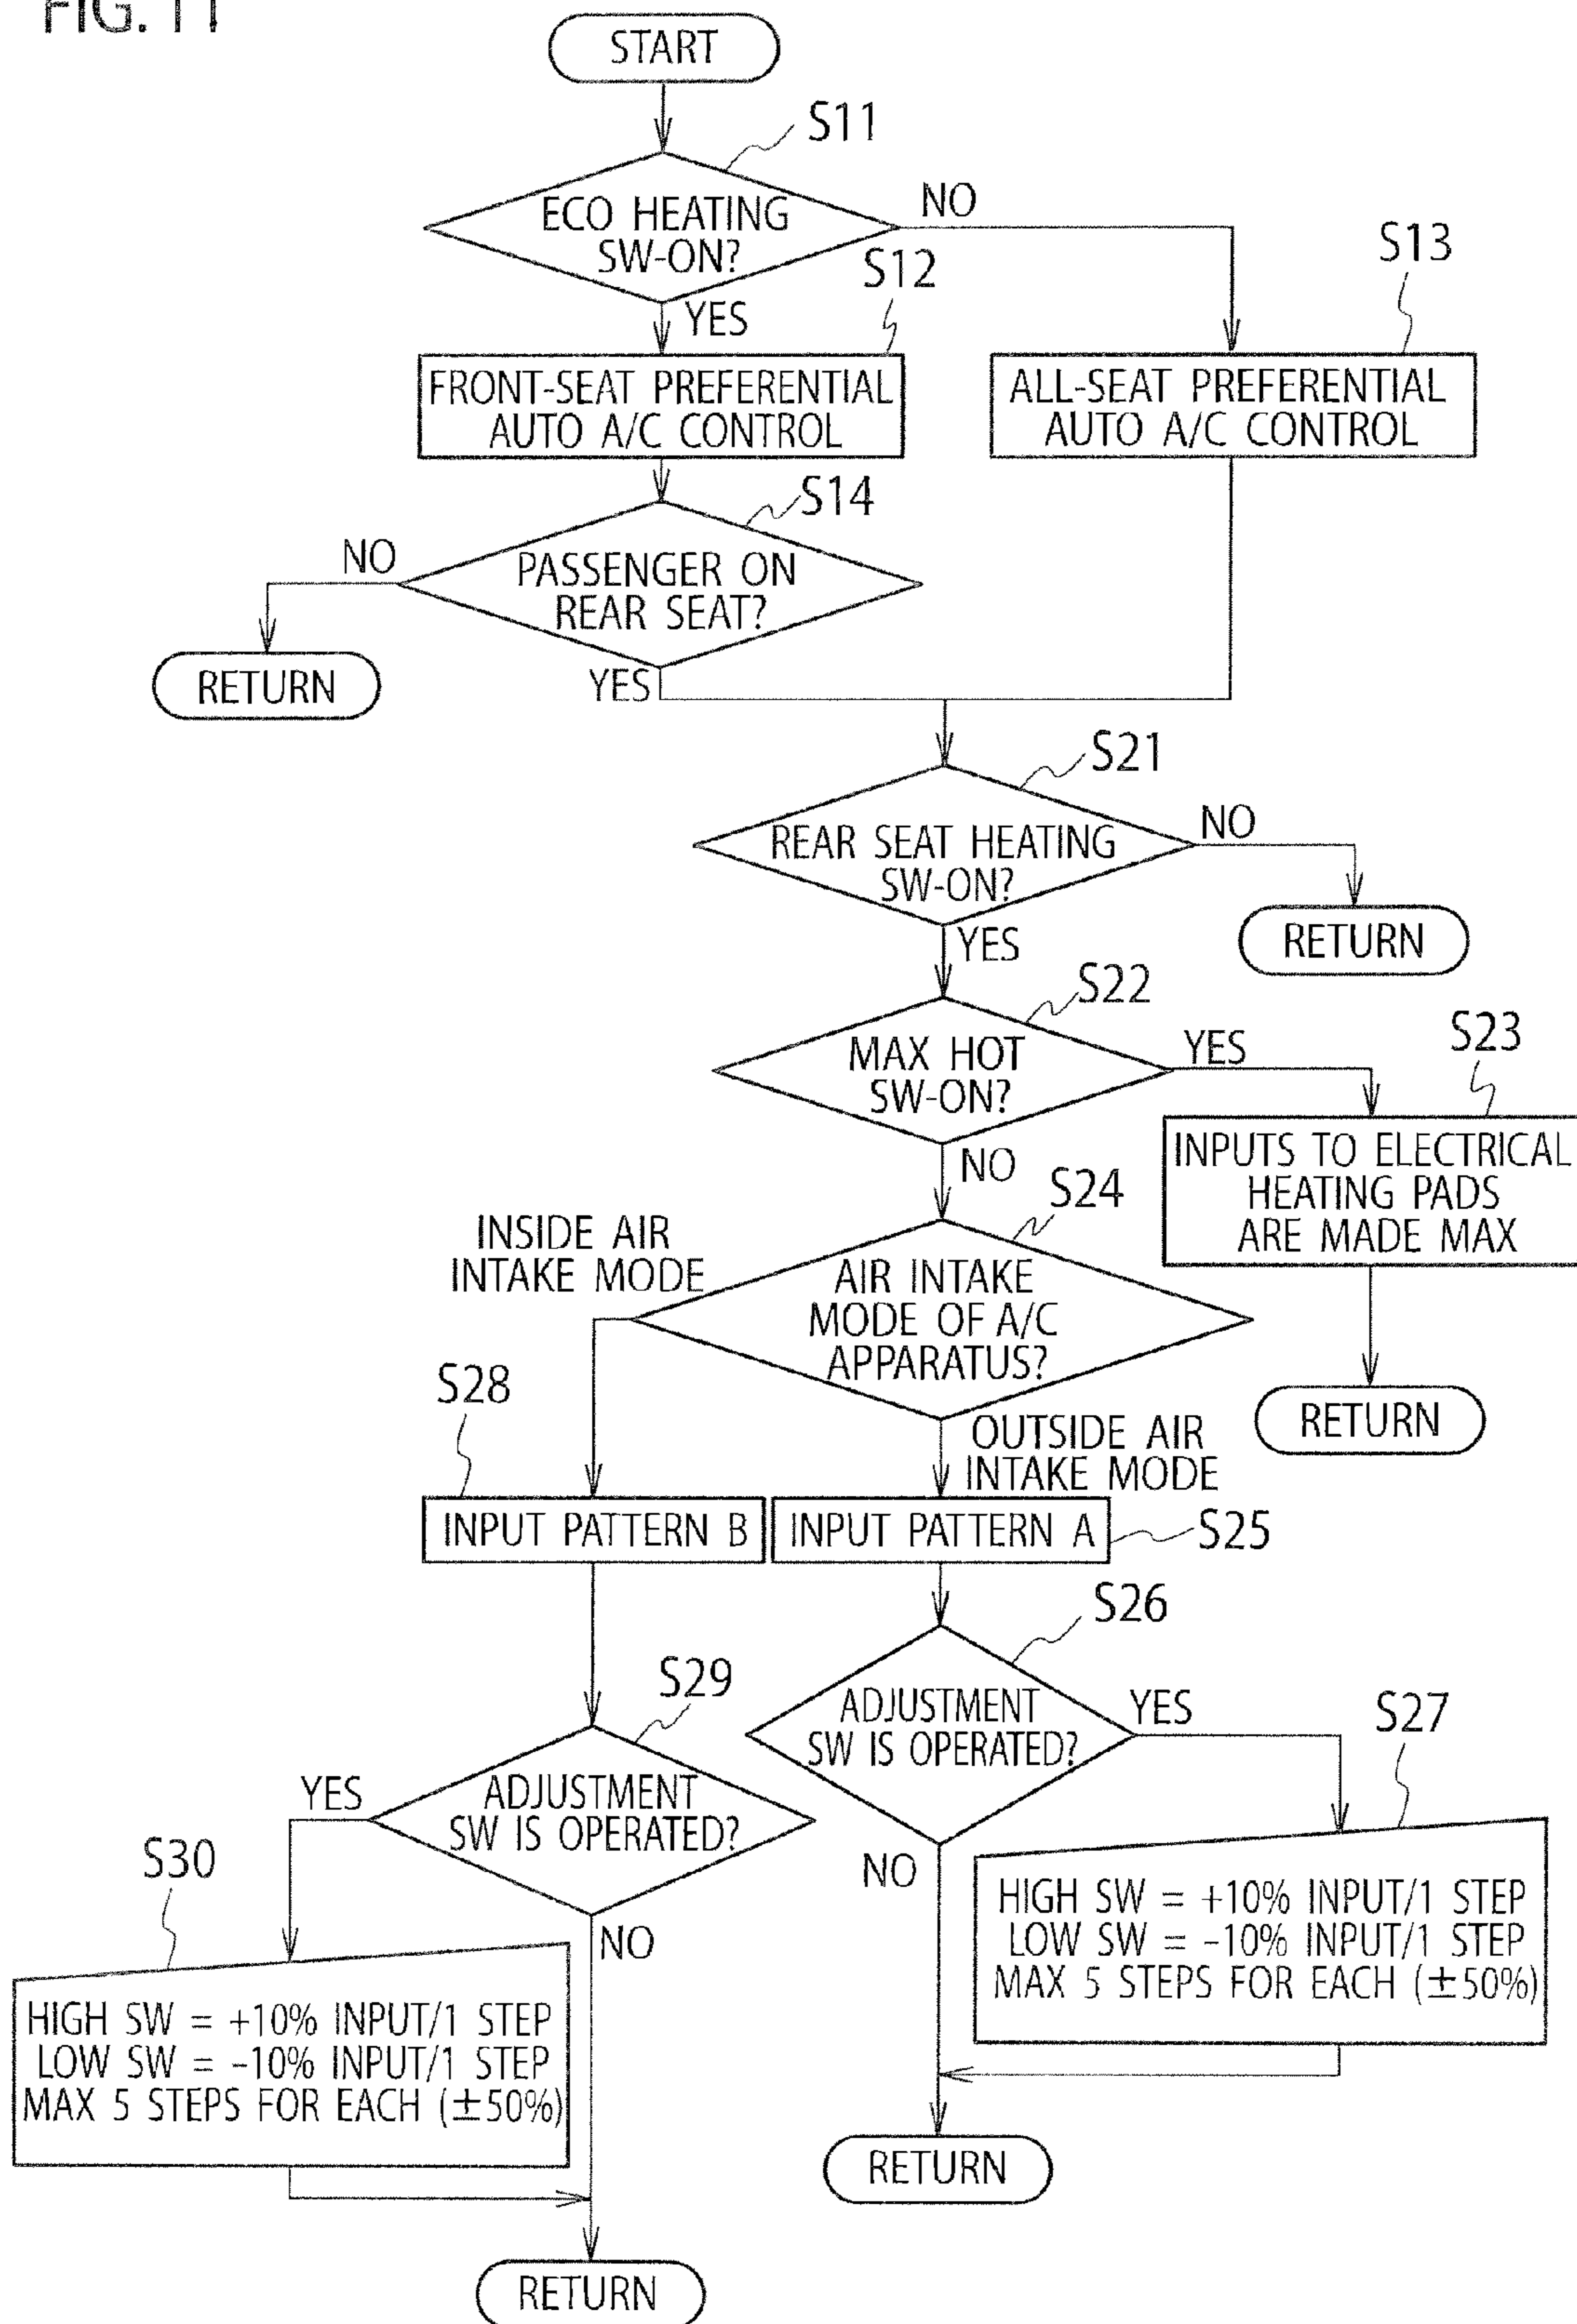 FIG. 11
START
S11
ECO HEATING
SW-ON?
NO
YES
S12
S13
FRONT-SEAT PREFERENTIAL
AUTO A/C CONTROL
ALL-SEAT PREFERENTIAL
AUTO A/C CONTROL
S14
NO
PASSENGER ON
REAR SEAT?
RETURN
YES
S21
REAR SEAT HEATING
SW-ON?
NO
RETURN
YES
S22
MAX HOT
SW-ON?
YES
S23
INPUTS TO ELECTRICAL
HEATING PADS
ARE MADE MAX
RETURN
NO
S24
INSIDE AIR
INTAKE MODE
AIR INTAKE
MODE OF A/C
APPARATUS?
OUTSIDE AIR
INTAKE MODE
S28
INPUT PATTERN B
INPUT PATTERN A
S25
S26
ADJUSTMENT
SW IS OPERATED?
YES
S27
NO
HIGH SW = +10% INPUT/1 STEP
LOW SW = -10% INPUT/1 STEP
MAX 5 STEPS FOR EACH (±50%)
RETURN
S29
ADJUSTMENT
SW IS OPERATED?
YES
S30
NO
HIGH SW = +10% INPUT/1 STEP
LOW SW = -10% INPUT/1 STEP
MAX 5 STEPS FOR EACH (±50%)
RETURN